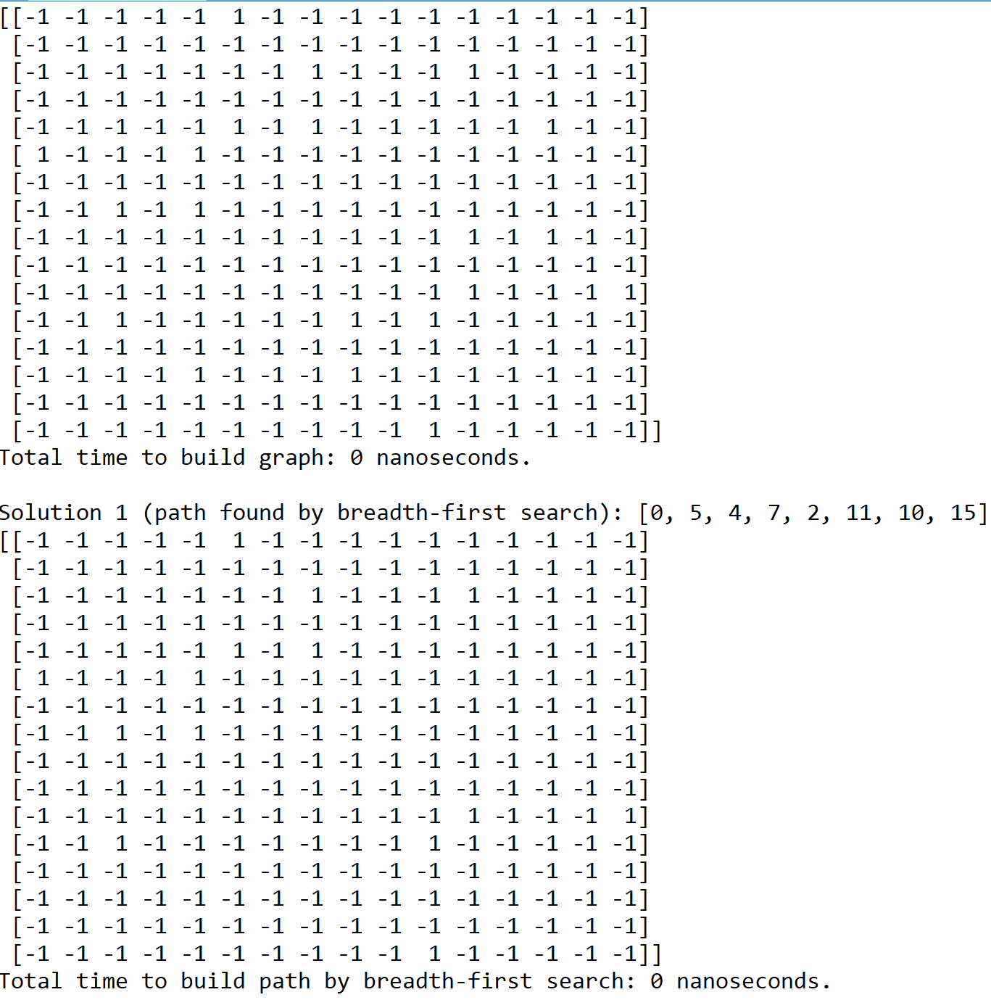 [[-1 -1 -1 -1 -1  1 -1 -1 -1 -1 -1 -1 -1 -1 -1 -1]
 [-1 -1 -1 -1 -1 -1 -1 -1 -1 -1 -1 -1 -1 -1 -1 -1]
 [-1 -1 -1 -1 -1 -1 -1  1 -1 -1 -1  1 -1 -1 -1 -1]
 [-1 -1 -1 -1 -1 -1 -1 -1 -1 -1 -1 -1 -1 -1 -1 -1]
 [-1 -1 -1 -1 -1  1 -1  1 -1 -1 -1 -1 -1  1 -1 -1]
 [ 1 -1 -1 -1  1 -1 -1 -1 -1 -1 -1 -1 -1 -1 -1 -1]
 [-1 -1 -1 -1 -1 -1 -1 -1 -1 -1 -1 -1 -1 -1 -1 -1]
 [-1 -1  1 -1  1 -1 -1 -1 -1 -1 -1 -1 -1 -1 -1 -1]
 [-1 -1 -1 -1 -1 -1 -1 -1 -1 -1 -1  1 -1  1 -1 -1]
 [-1 -1 -1 -1 -1 -1 -1 -1 -1 -1 -1 -1 -1 -1 -1 -1]
 [-1 -1 -1 -1 -1 -1 -1 -1 -1 -1 -1  1 -1 -1 -1  1]
 [-1 -1  1 -1 -1 -1 -1 -1  1 -1  1 -1 -1 -1 -1 -1]
 [-1 -1 -1 -1 -1 -1 -1 -1 -1 -1 -1 -1 -1 -1 -1 -1]
 [-1 -1 -1 -1  1 -1 -1 -1  1 -1 -1 -1 -1 -1 -1 -1]
 [-1 -1 -1 -1 -1 -1 -1 -1 -1 -1 -1 -1 -1 -1 -1 -1]
 [-1 -1 -1 -1 -1 -1 -1 -1 -1 -1  1 -1 -1 -1 -1 -1]]
Total time to build graph: 0 nanoseconds.

Solution 1 (path found by breadth-first search): [0, 5, 4, 7, 2, 11, 10, 15]
[[-1 -1 -1 -1 -1  1 -1 -1 -1 -1 -1 -1 -1 -1 -1 -1]
 [-1 -1 -1 -1 -1 -1 -1 -1 -1 -1 -1 -1 -1 -1 -1 -1]
 [-1 -1 -1 -1 -1 -1 -1  1 -1 -1 -1  1 -1 -1 -1 -1]
 [-1 -1 -1 -1 -1 -1 -1 -1 -1 -1 -1 -1 -1 -1 -1 -1]
 [-1 -1 -1 -1 -1  1 -1  1 -1 -1 -1 -1 -1 -1 -1 -1]
 [ 1 -1 -1 -1  1 -1 -1 -1 -1 -1 -1 -1 -1 -1 -1 -1]
 [-1 -1 -1 -1 -1 -1 -1 -1 -1 -1 -1 -1 -1 -1 -1 -1]
 [-1 -1  1 -1  1 -1 -1 -1 -1 -1 -1 -1 -1 -1 -1 -1]
 [-1 -1 -1 -1 -1 -1 -1 -1 -1 -1 -1 -1 -1 -1 -1 -1]
 [-1 -1 -1 -1 -1 -1 -1 -1 -1 -1 -1 -1 -1 -1 -1 -1]
 [-1 -1 -1 -1 -1 -1 -1 -1 -1 -1 -1  1 -1 -1 -1  1]
 [-1 -1  1 -1 -1 -1 -1 -1 -1 -1  1 -1 -1 -1 -1 -1]
 [-1 -1 -1 -1 -1 -1 -1 -1 -1 -1 -1 -1 -1 -1 -1 -1]
 [-1 -1 -1 -1 -1 -1 -1 -1 -1 -1 -1 -1 -1 -1 -1 -1]
 [-1 -1 -1 -1 -1 -1 -1 -1 -1 -1 -1 -1 -1 -1 -1 -1]
 [-1 -1 -1 -1 -1 -1 -1 -1 -1 -1  1 -1 -1 -1 -1 -1]]
Total time to build path by breadth-first search: 0 nanoseconds.